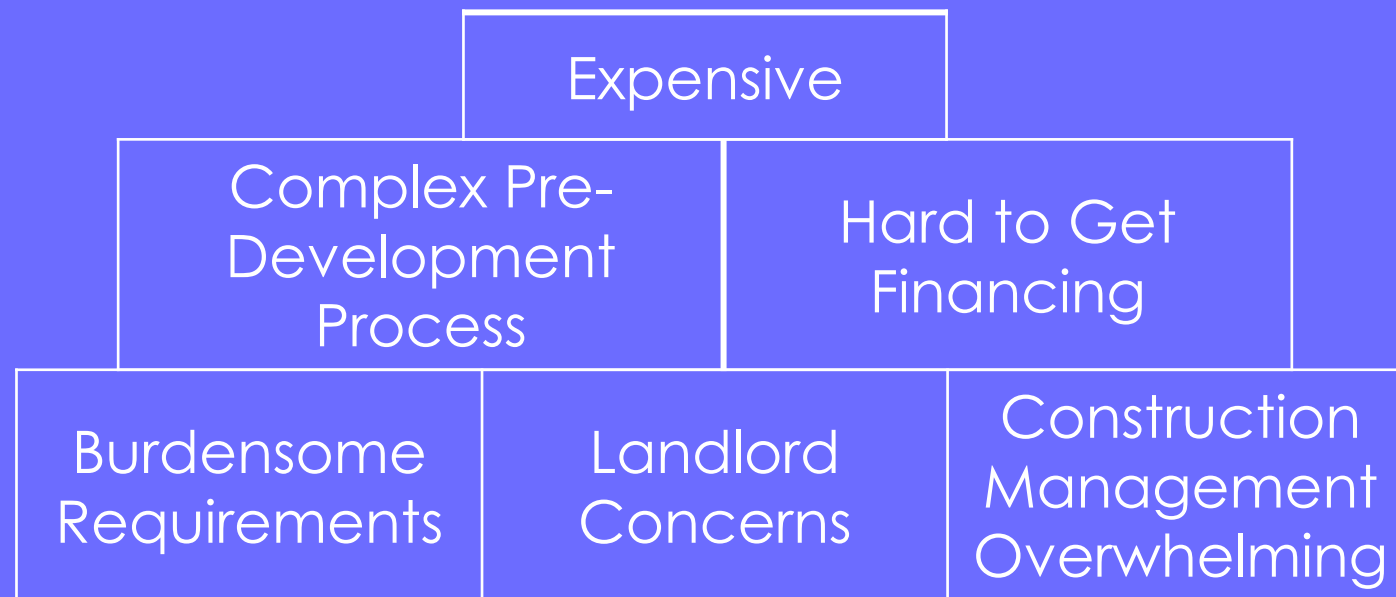 Expensive
Complex Pre-
Development
Process
Hard to Get
Financing
Burdensome
Requirements
Landlord
Concerns
Construction
Management
Overwhelming